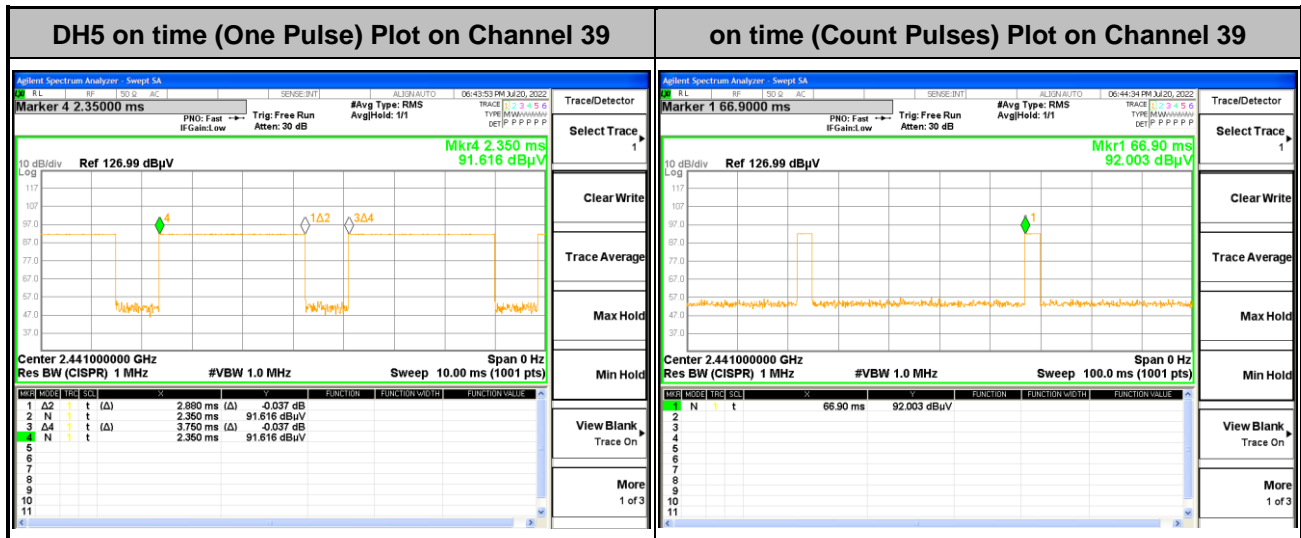 DH5 on time (One Pulse) Plot on Channel 39
Agilent Spectrum Analyzer - Swept SA
RL RF 50 Ω AC SENSE:INT ALIGNAUTO 06:43:53 PM Jul 20, 2022
Marker 4 2.35000 ms
PNO: Fast
IFGain:Low
Trig: Free Run
Atten: 30 dB
#Avg Type: RMS
Avg|Hold: 1/1
TRACE 1 2 3 4 5 6
TYPE MWWWWW
DET P P P P P P
Mkr4 2.350 ms
91.616 dBµV
10 dB/div Ref 126.99 dBµV
Log
117
107
97.0
87.0
77.0
67.0
57.0
47.0
37.0
4
1Δ2
3Δ4
Center 2.441000000 GHz Span 0 Hz
Res BW (CISPR) 1 MHz #VBW 1.0 MHz Sweep 10.00 ms (1001 pts)
MKR MODE TRC SCL X Y FUNCTION FUNCTION WIDTH FUNCTION VALUE
1 Δ2 1 t (Δ) 2.880 ms (Δ) -0.037 dB
2 N 1 t 2.350 ms 91.616 dBµV
3 Δ4 1 t (Δ) 3.750 ms (Δ) -0.037 dB
4 N 1 t 2.350 ms 91.616 dBµV
5
6
7
8
9
10
11
Trace/Detector
Select Trace
1
Clear Write
Trace Average
Max Hold
Min Hold
View Blank
Trace On
More
1 of 3
on time (Count Pulses) Plot on Channel 39
Agilent Spectrum Analyzer - Swept SA
RL RF 50 Ω AC SENSE:INT ALIGNAUTO 06:44:34 PM Jul 20, 2022
Marker 1 66.9000 ms
PNO: Fast
IFGain:Low
Trig: Free Run
Atten: 30 dB
#Avg Type: RMS
Avg|Hold: 1/1
TRACE 1 2 3 4 5 6
TYPE MWWWWW
DET P P P P P P
Mkr1 66.90 ms
92.003 dBµV
10 dB/div Ref 126.99 dBµV
Log
117
107
97.0
87.0
77.0
67.0
57.0
47.0
37.0
1
Center 2.441000000 GHz Span 0 Hz
Res BW (CISPR) 1 MHz #VBW 1.0 MHz Sweep 100.0 ms (1001 pts)
MKR MODE TRC SCL X Y FUNCTION FUNCTION WIDTH FUNCTION VALUE
1 N 1 t 66.90 ms 92.003 dBµV
2
3
4
5
6
7
8
9
10
11
Trace/Detector
Select Trace
1
Clear Write
Trace Average
Max Hold
Min Hold
View Blank
Trace On
More
1 of 3